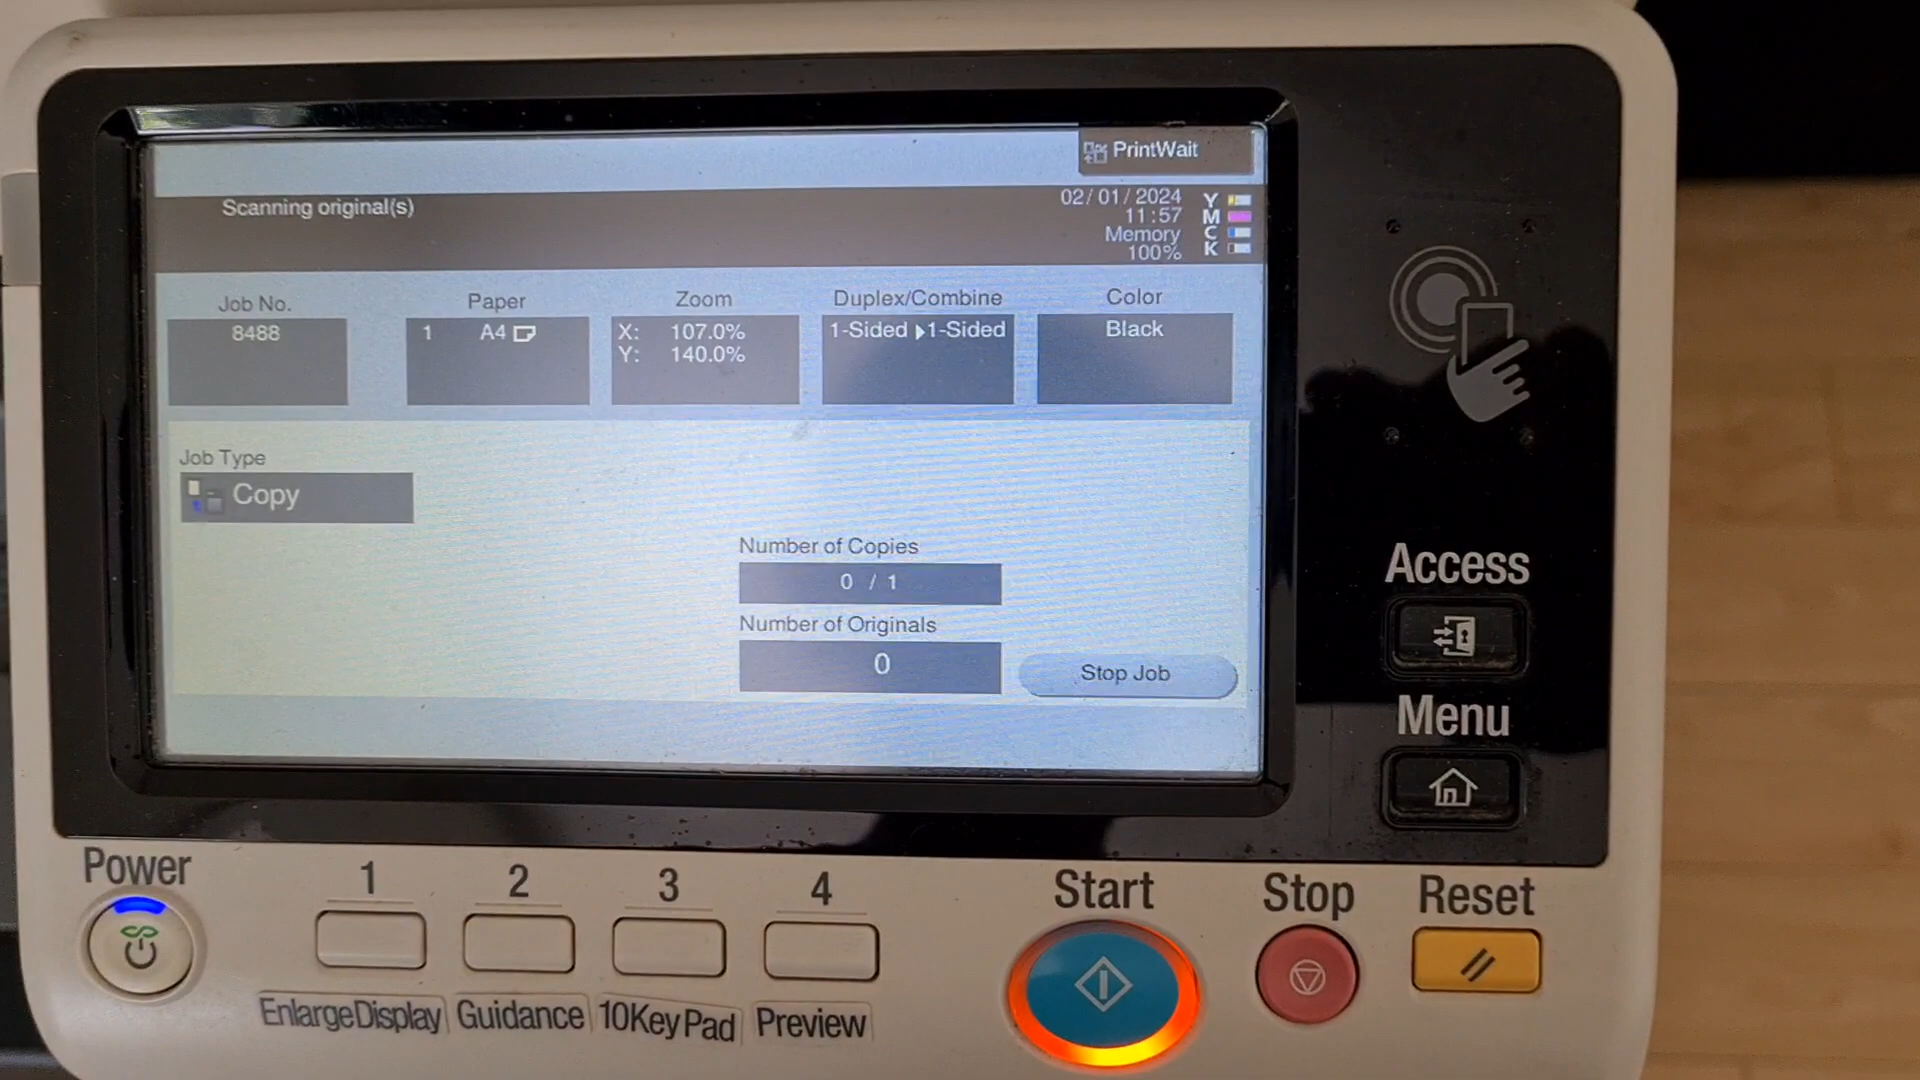 PrintWait
Scanning original(s)
02/01/2024
11:57
Memory
100%
Y
M
C
K
Job No.
8488
Paper
1 A4
Zoom
X: 107.0%
Y: 140.0%
Duplex/Combine
1-Sided ▶1-Sided
Color
Black
Job Type
Copy
Number of Copies
0 / 1
Number of Originals
0
Stop Job
Access
Menu
Power
1
2
3
4
Start
Stop
Reset
EnlargeDisplay
Guidance
10KeyPad
Preview